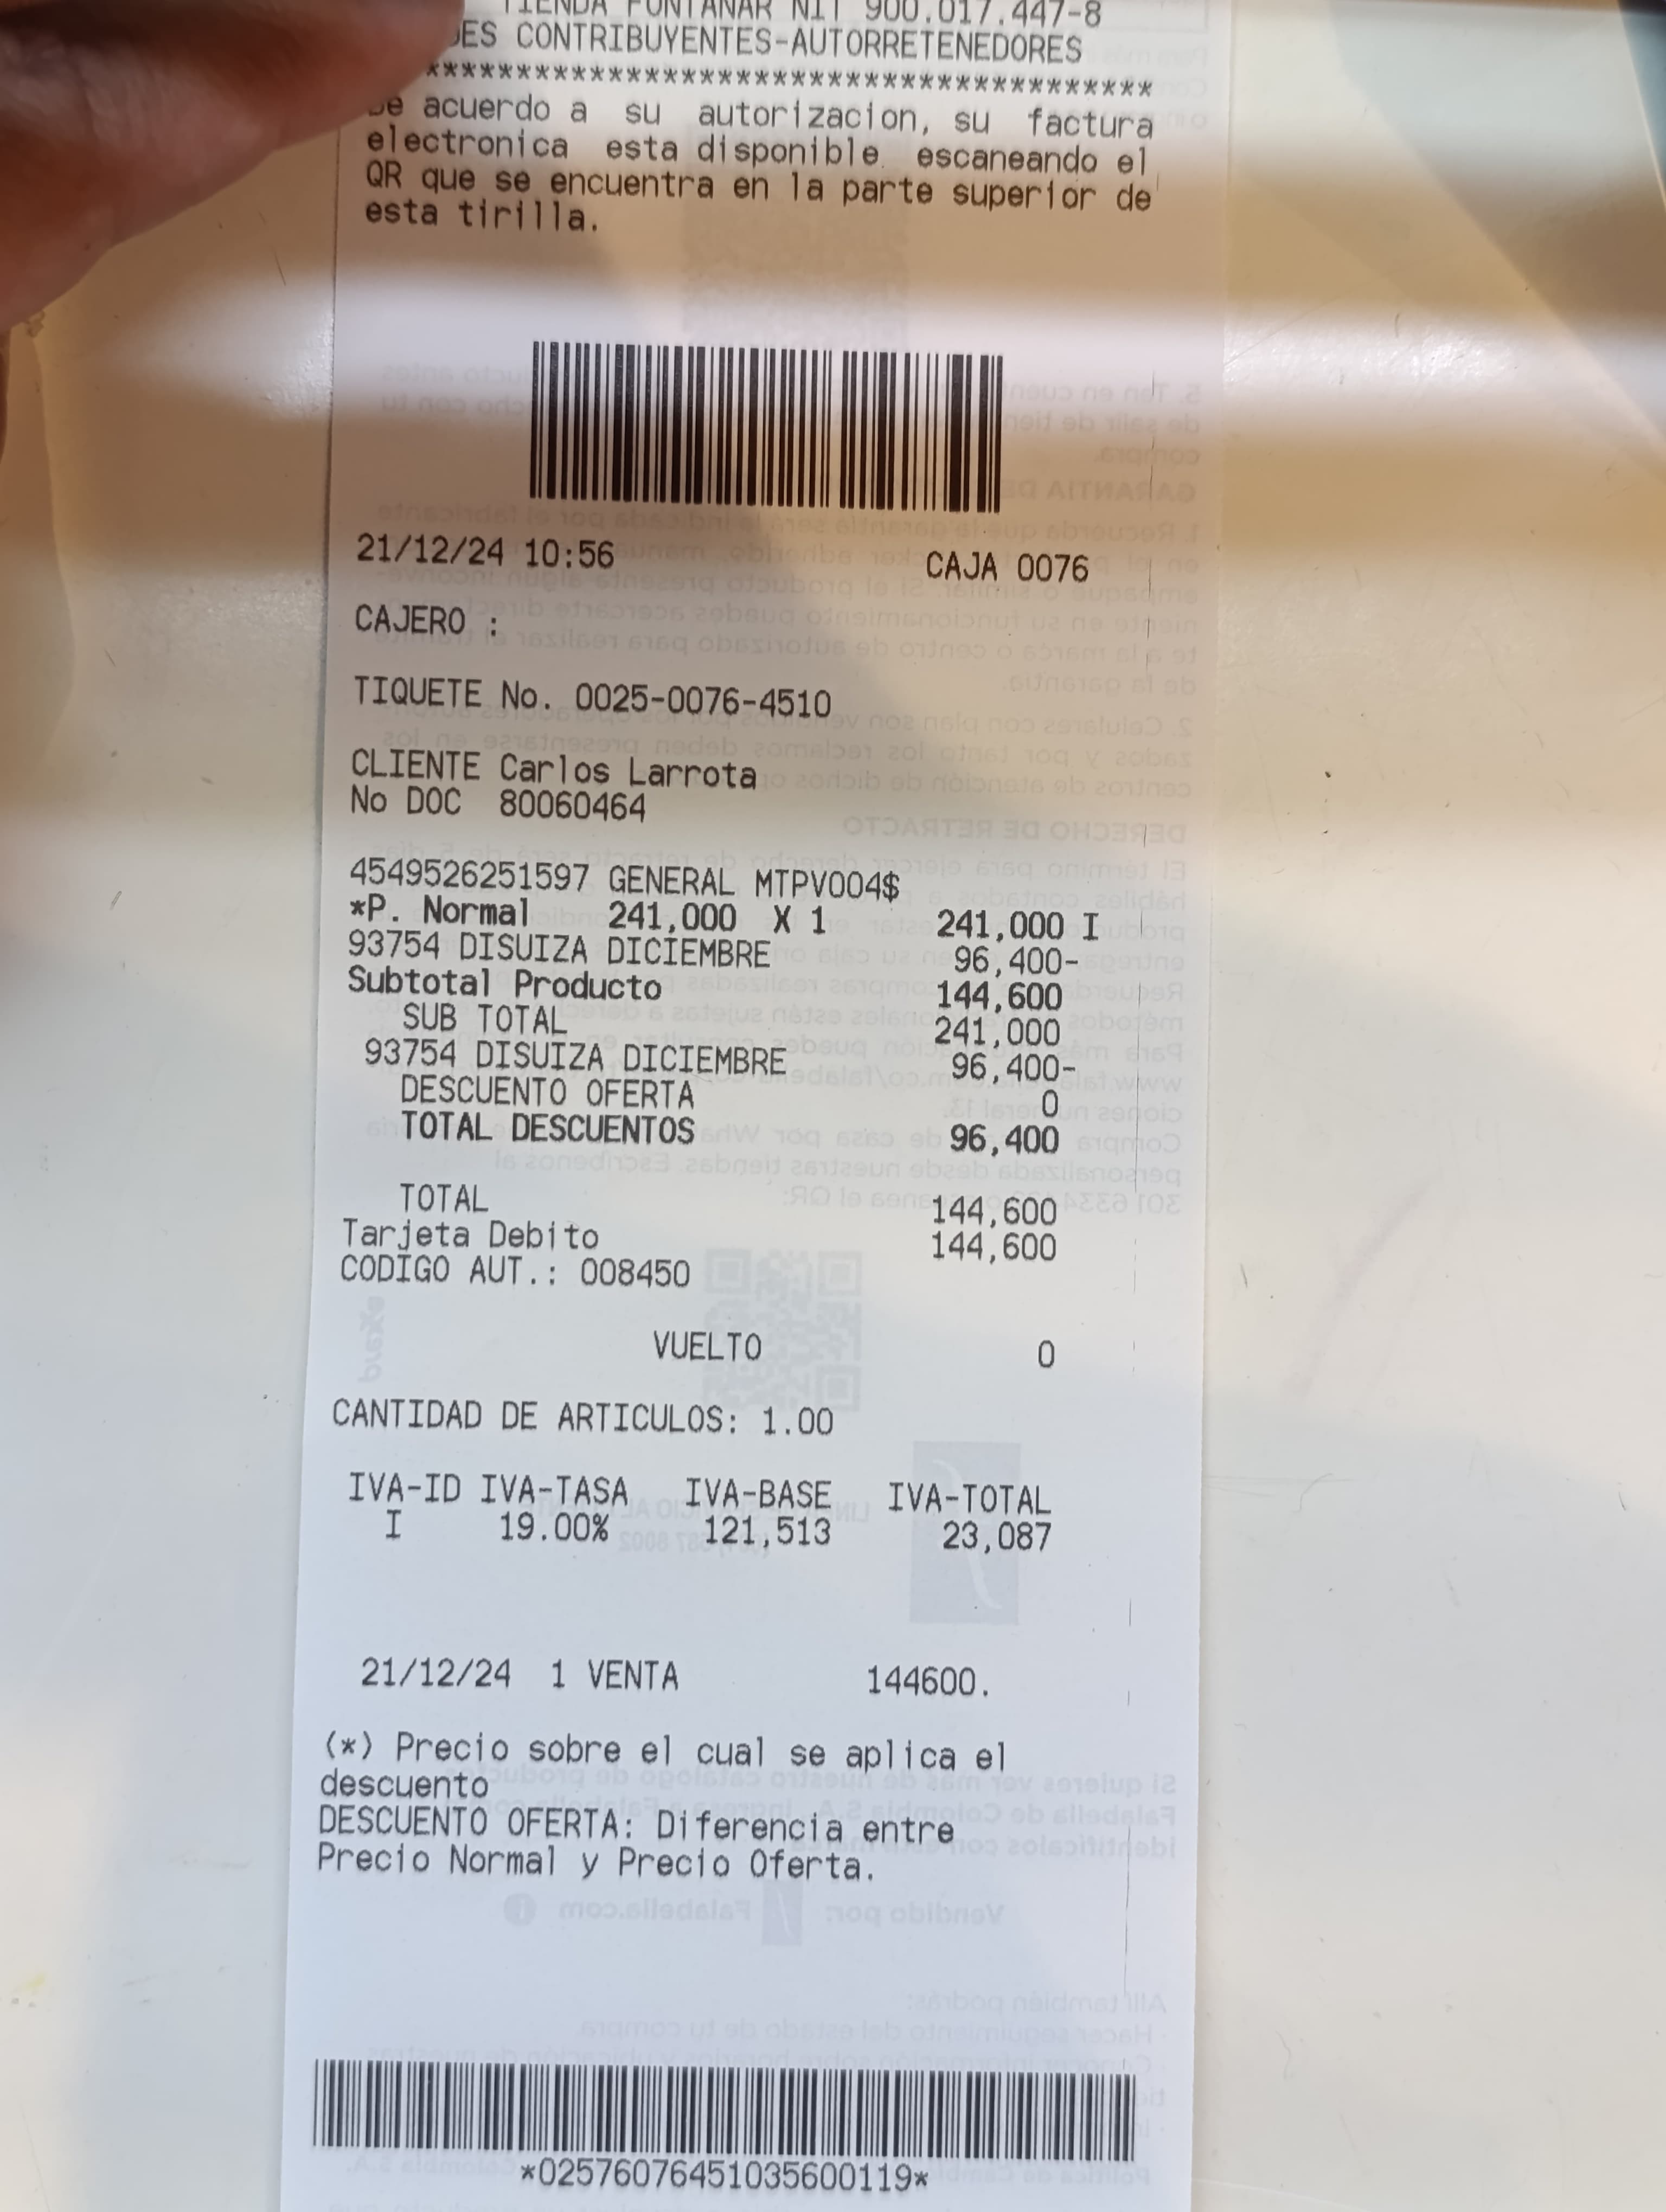 TIENDA FONTANAR NIT 900.017.447-8
CONTRIBUYENTES-AUTORRETENEDORES
***************************************
De acuerdo a su autorizacion, su factura
electronica esta disponible escaneando el
QR que se encuentra en la parte superior de
esta tirilla.
21/12/24 10:56 CAJA 0076
CAJERO :
TIQUETE No. 0025-0076-4510
CLIENTE Carlos Larrota
No DOC 80060464
4549526251597 GENERAL MTPV004$
*P. Normal 241,000 X 1 241,000 I
93754 DISUIZA DICIEMBRE 96,400-
Subtotal Producto 144,600
SUB TOTAL 241,000
93754 DISUIZA DICIEMBRE 96,400-
DESCUENTO OFERTA 0
TOTAL DESCUENTOS 96,400
TOTAL 144,600
Tarjeta Debito 144,600
CODIGO AUT.: 008450
VUELTO 0
CANTIDAD DE ARTICULOS: 1.00
IVA-ID IVA-TASA IVA-BASE IVA-TOTAL
I 19.00% 121,513 23,087
21/12/24 1 VENTA 144600.
(*) Precio sobre el cual se aplica el
descuento
DESCUENTO OFERTA: Diferencia entre
Precio Normal y Precio Oferta.
*025760764510356001​19*